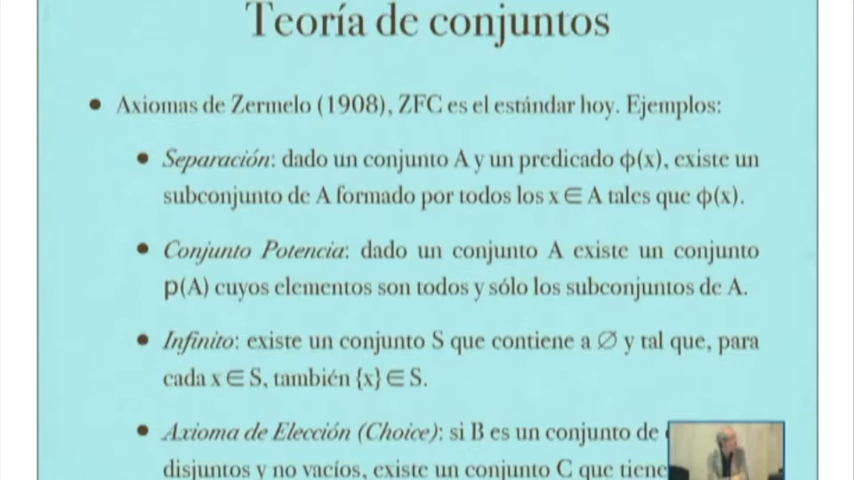 Teoría de conjuntos
• Axiomas de Zermelo (1908), ZFC es el estándar hoy. Ejemplos:
• Separación: dado un conjunto A y un predicado ϕ(x), existe un
subconjunto de A formado por todos los x ∈ A tales que ϕ(x).
• Conjunto Potencia: dado un conjunto A existe un conjunto
p(A) cuyos elementos son todos y sólo los subconjuntos de A.
• Infinito: existe un conjunto S que contiene a ∅ y tal que, para
cada x ∈ S, también {x} ∈ S.
• Axioma de Elección (Choice): si B es un conjunto de
disjuntos y no vacíos, existe un conjunto C que tiene